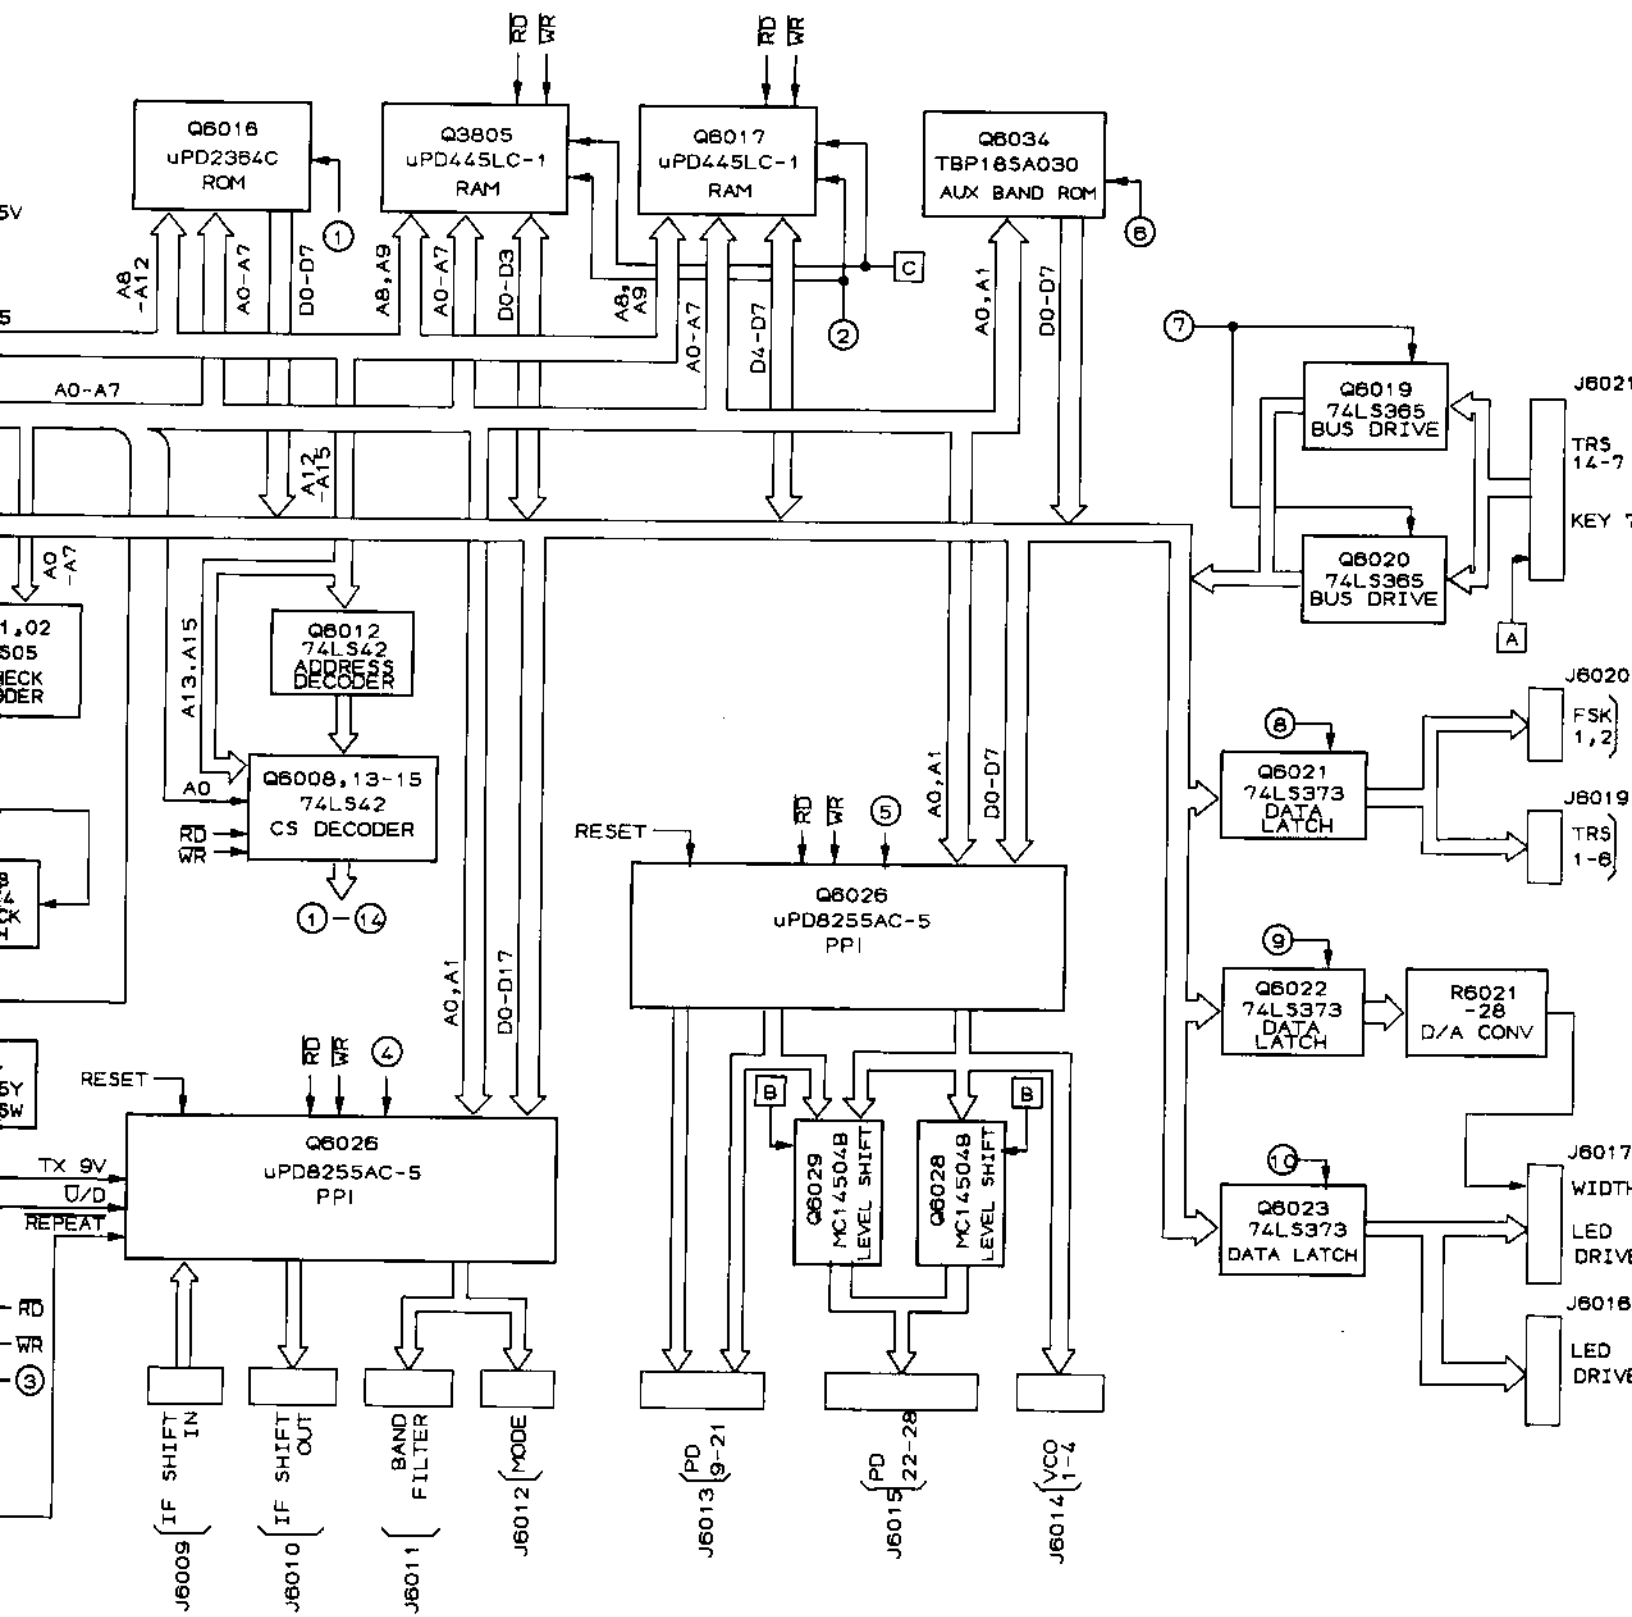 RD
WR
RD
WR
Q6016
uPD2364C
ROM
Q3805
uPD445LC-1
RAM
Q6017
uPD445LC-1
RAM
Q6034
TBP18SA030
AUX BAND ROM
5V
1
6
C
A8
-A12
A0-A7
D0-D7
A8,A9
A0-A7
D0-D3
A8,
A9
A0-A7
D4-D7
A0,A1
D0-D7
2
7
5
A0-A7
A12
-A15
Q6019
74LS365
BUS DRIVE
J6021
TRS
14-7
KEY 7
Q6020
74LS365
BUS DRIVE
A
A0
-A7
1,02
S05
HECK
ODER
A13,A15
Q6012
74LS42
ADDRESS
DECODER
Q6008,13-15
74LS42
CS DECODER
A0
RD
WR
1-14
J6020
FSK
1,2
8
Q6021
74LS373
DATA
LATCH
J6019
TRS
1-6
RESET
RD
WR
5
A0,A1
D0-D7
Q6026
uPD8255AC-5
PPI
A0,A1
D0-D17
9
Q6022
74LS373
DATA
LATCH
R6021
-28
D/A CONV
RESET
RD
WR
4
5Y
SW
Q6026
uPD8255AC-5
PPI
TX 9V
U/D
REPEAT
B
B
Q6029
MC14504B
LEVEL SHIFT
Q6028
MC14504B
LEVEL SHIFT
10
Q6023
74LS373
DATA LATCH
J6017
WIDTH
LED
DRIVE
J6016
LED
DRIVE
RD
WR
3
IF SHIFT
IN
J6009
IF SHIFT
OUT
J6010
BAND
FILTER
J6011
MODE
J6012
PD
9-21
J6013
PD
22-28
J6015
VCO
1-4
J6014